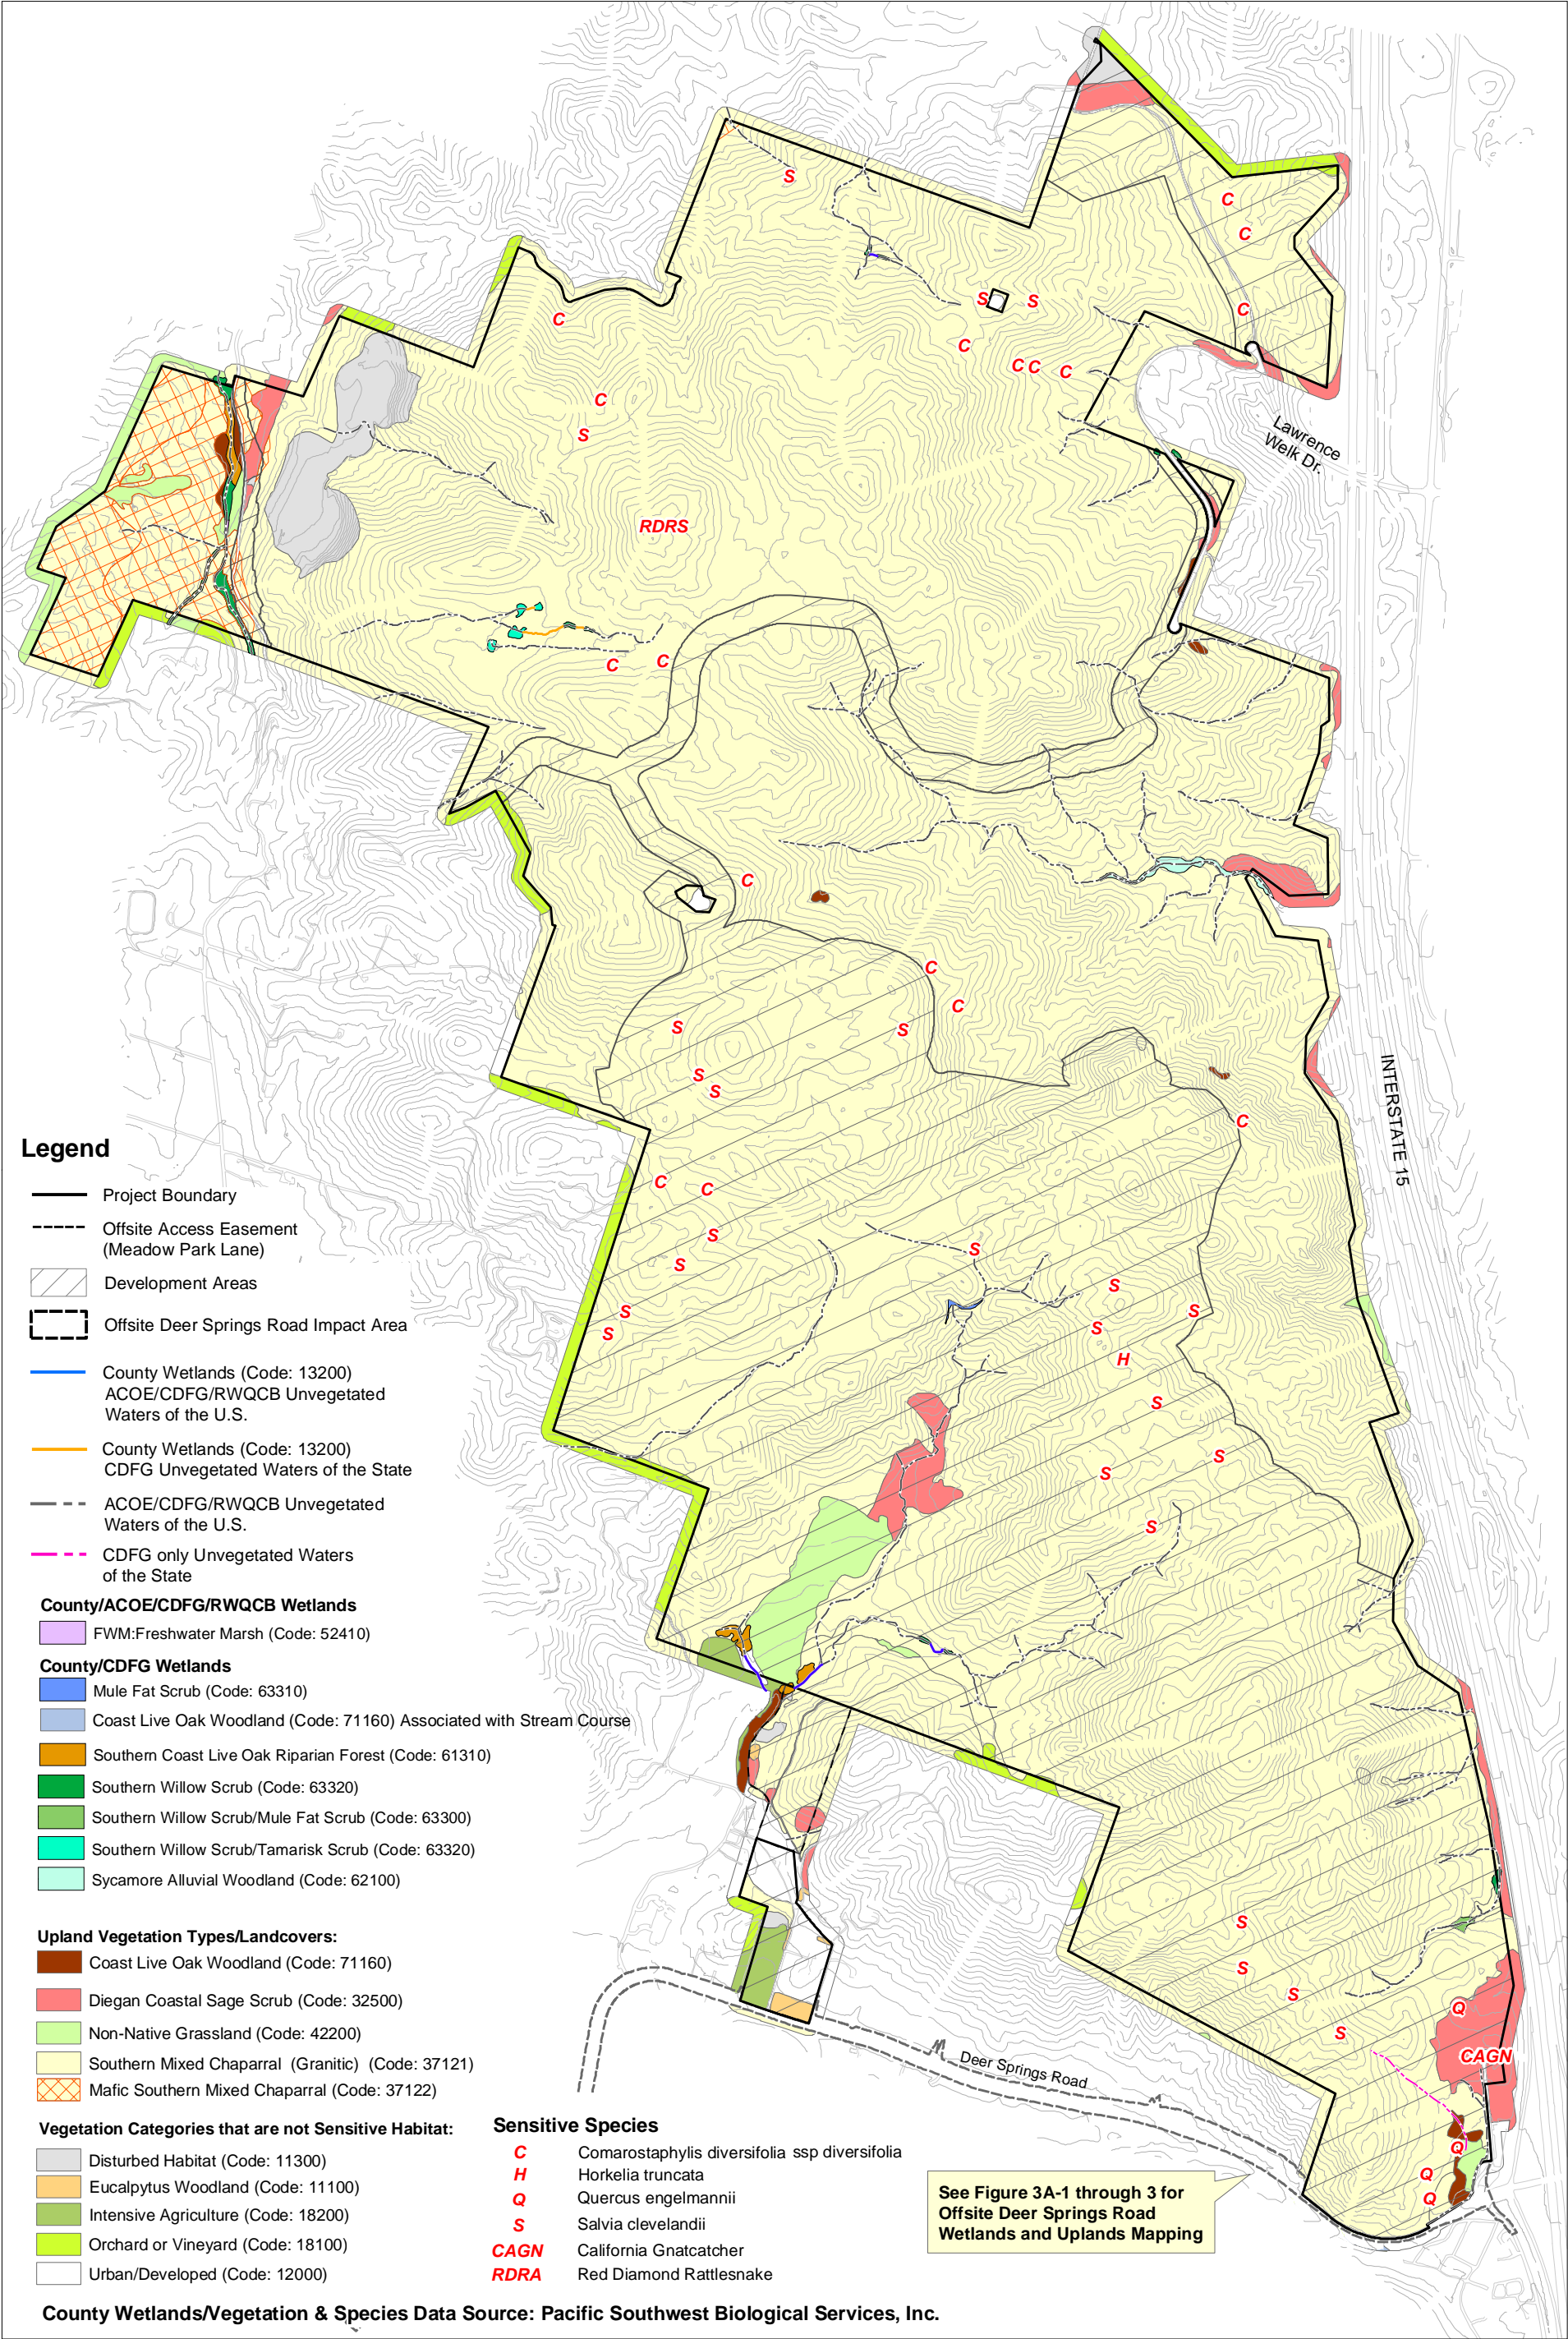 S
C
C
S
S
C
C
C
C C C
Lawrence
Welk Dr.
C
S
RDRS
C
C
C
C
C
S
S
S
S
INTERSTATE 15
C
C
C
S
S
S
S
S
S
S
S
H
S
S
S
S
S
S
S
S
Q
CAGN
Q
Q
Q
Deer Springs Road
Legend
Project Boundary
Offsite Access Easement
(Meadow Park Lane)
Development Areas
Offsite Deer Springs Road Impact Area
County Wetlands (Code: 13200)
ACOE/CDFG/RWQCB Unvegetated
Waters of the U.S.
County Wetlands (Code: 13200)
CDFG Unvegetated Waters of the State
ACOE/CDFG/RWQCB Unvegetated
Waters of the U.S.
CDFG only Unvegetated Waters
of the State
County/ACOE/CDFG/RWQCB Wetlands
FWM:Freshwater Marsh (Code: 52410)
County/CDFG Wetlands
Mule Fat Scrub (Code: 63310)
Coast Live Oak Woodland (Code: 71160) Associated with Stream Course
Southern Coast Live Oak Riparian Forest (Code: 61310)
Southern Willow Scrub (Code: 63320)
Southern Willow Scrub/Mule Fat Scrub (Code: 63300)
Southern Willow Scrub/Tamarisk Scrub (Code: 63320)
Sycamore Alluvial Woodland (Code: 62100)
Upland Vegetation Types/Landcovers:
Coast Live Oak Woodland (Code: 71160)
Diegan Coastal Sage Scrub (Code: 32500)
Non-Native Grassland (Code: 42200)
Southern Mixed Chaparral (Granitic) (Code: 37121)
Mafic Southern Mixed Chaparral (Code: 37122)
Vegetation Categories that are not Sensitive Habitat:
Disturbed Habitat (Code: 11300)
Eucalpytus Woodland (Code: 11100)
Intensive Agriculture (Code: 18200)
Orchard or Vineyard (Code: 18100)
Urban/Developed (Code: 12000)
Sensitive Species
C Comarostaphylis diversifolia ssp diversifolia
H Horkelia truncata
Q Quercus engelmannii
S Salvia clevelandii
CAGN California Gnatcatcher
RDRA Red Diamond Rattlesnake
See Figure 3A-1 through 3 for
Offsite Deer Springs Road
Wetlands and Uplands Mapping
County Wetlands/Vegetation & Species Data Source: Pacific Southwest Biological Services, Inc.